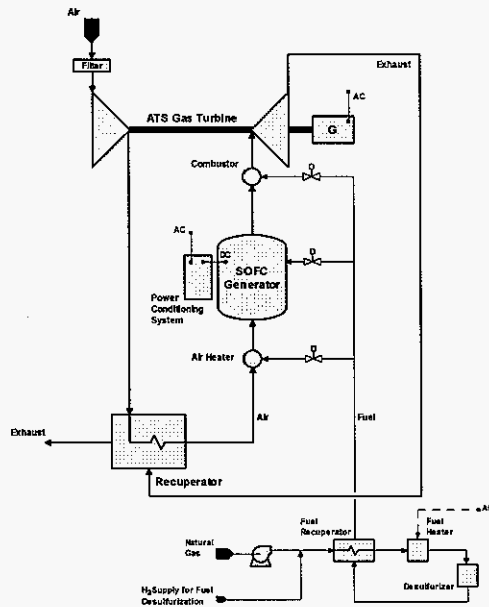 Air
Filter
Exhaust
AC
ATS Gas Turbine
G
Combustor
AC
DC
SOFC
Generator
Power
Conditioning
System
Air Heater
Air
Fuel
Exhaust
Recuperator
Natural
Gas
Fuel
Recuperator
Fuel
Heater
H2Supply for Fuel
Desulfurization
Desulfurizer